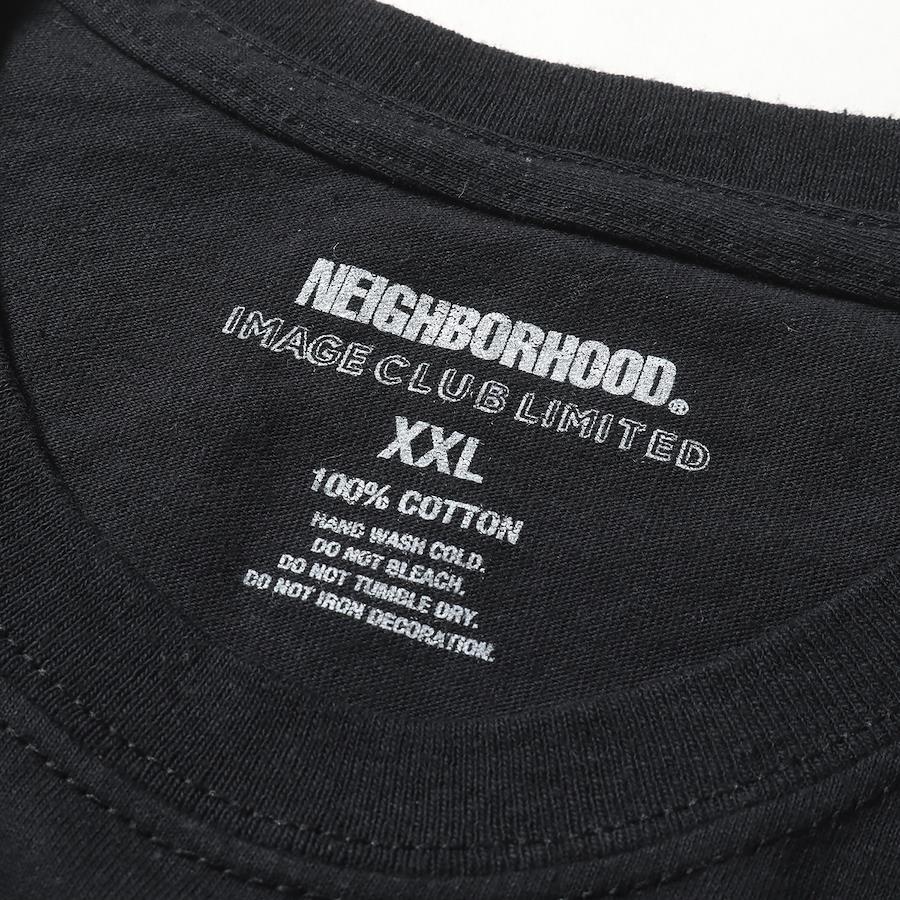 NEIGHBORHOOD.®
IMAGE CLUB LIMITED
XXL
100% COTTON
HAND WASH COLD.
DO NOT BLEACH.
DO NOT TUMBLE DRY.
DO NOT IRON DECORATION.